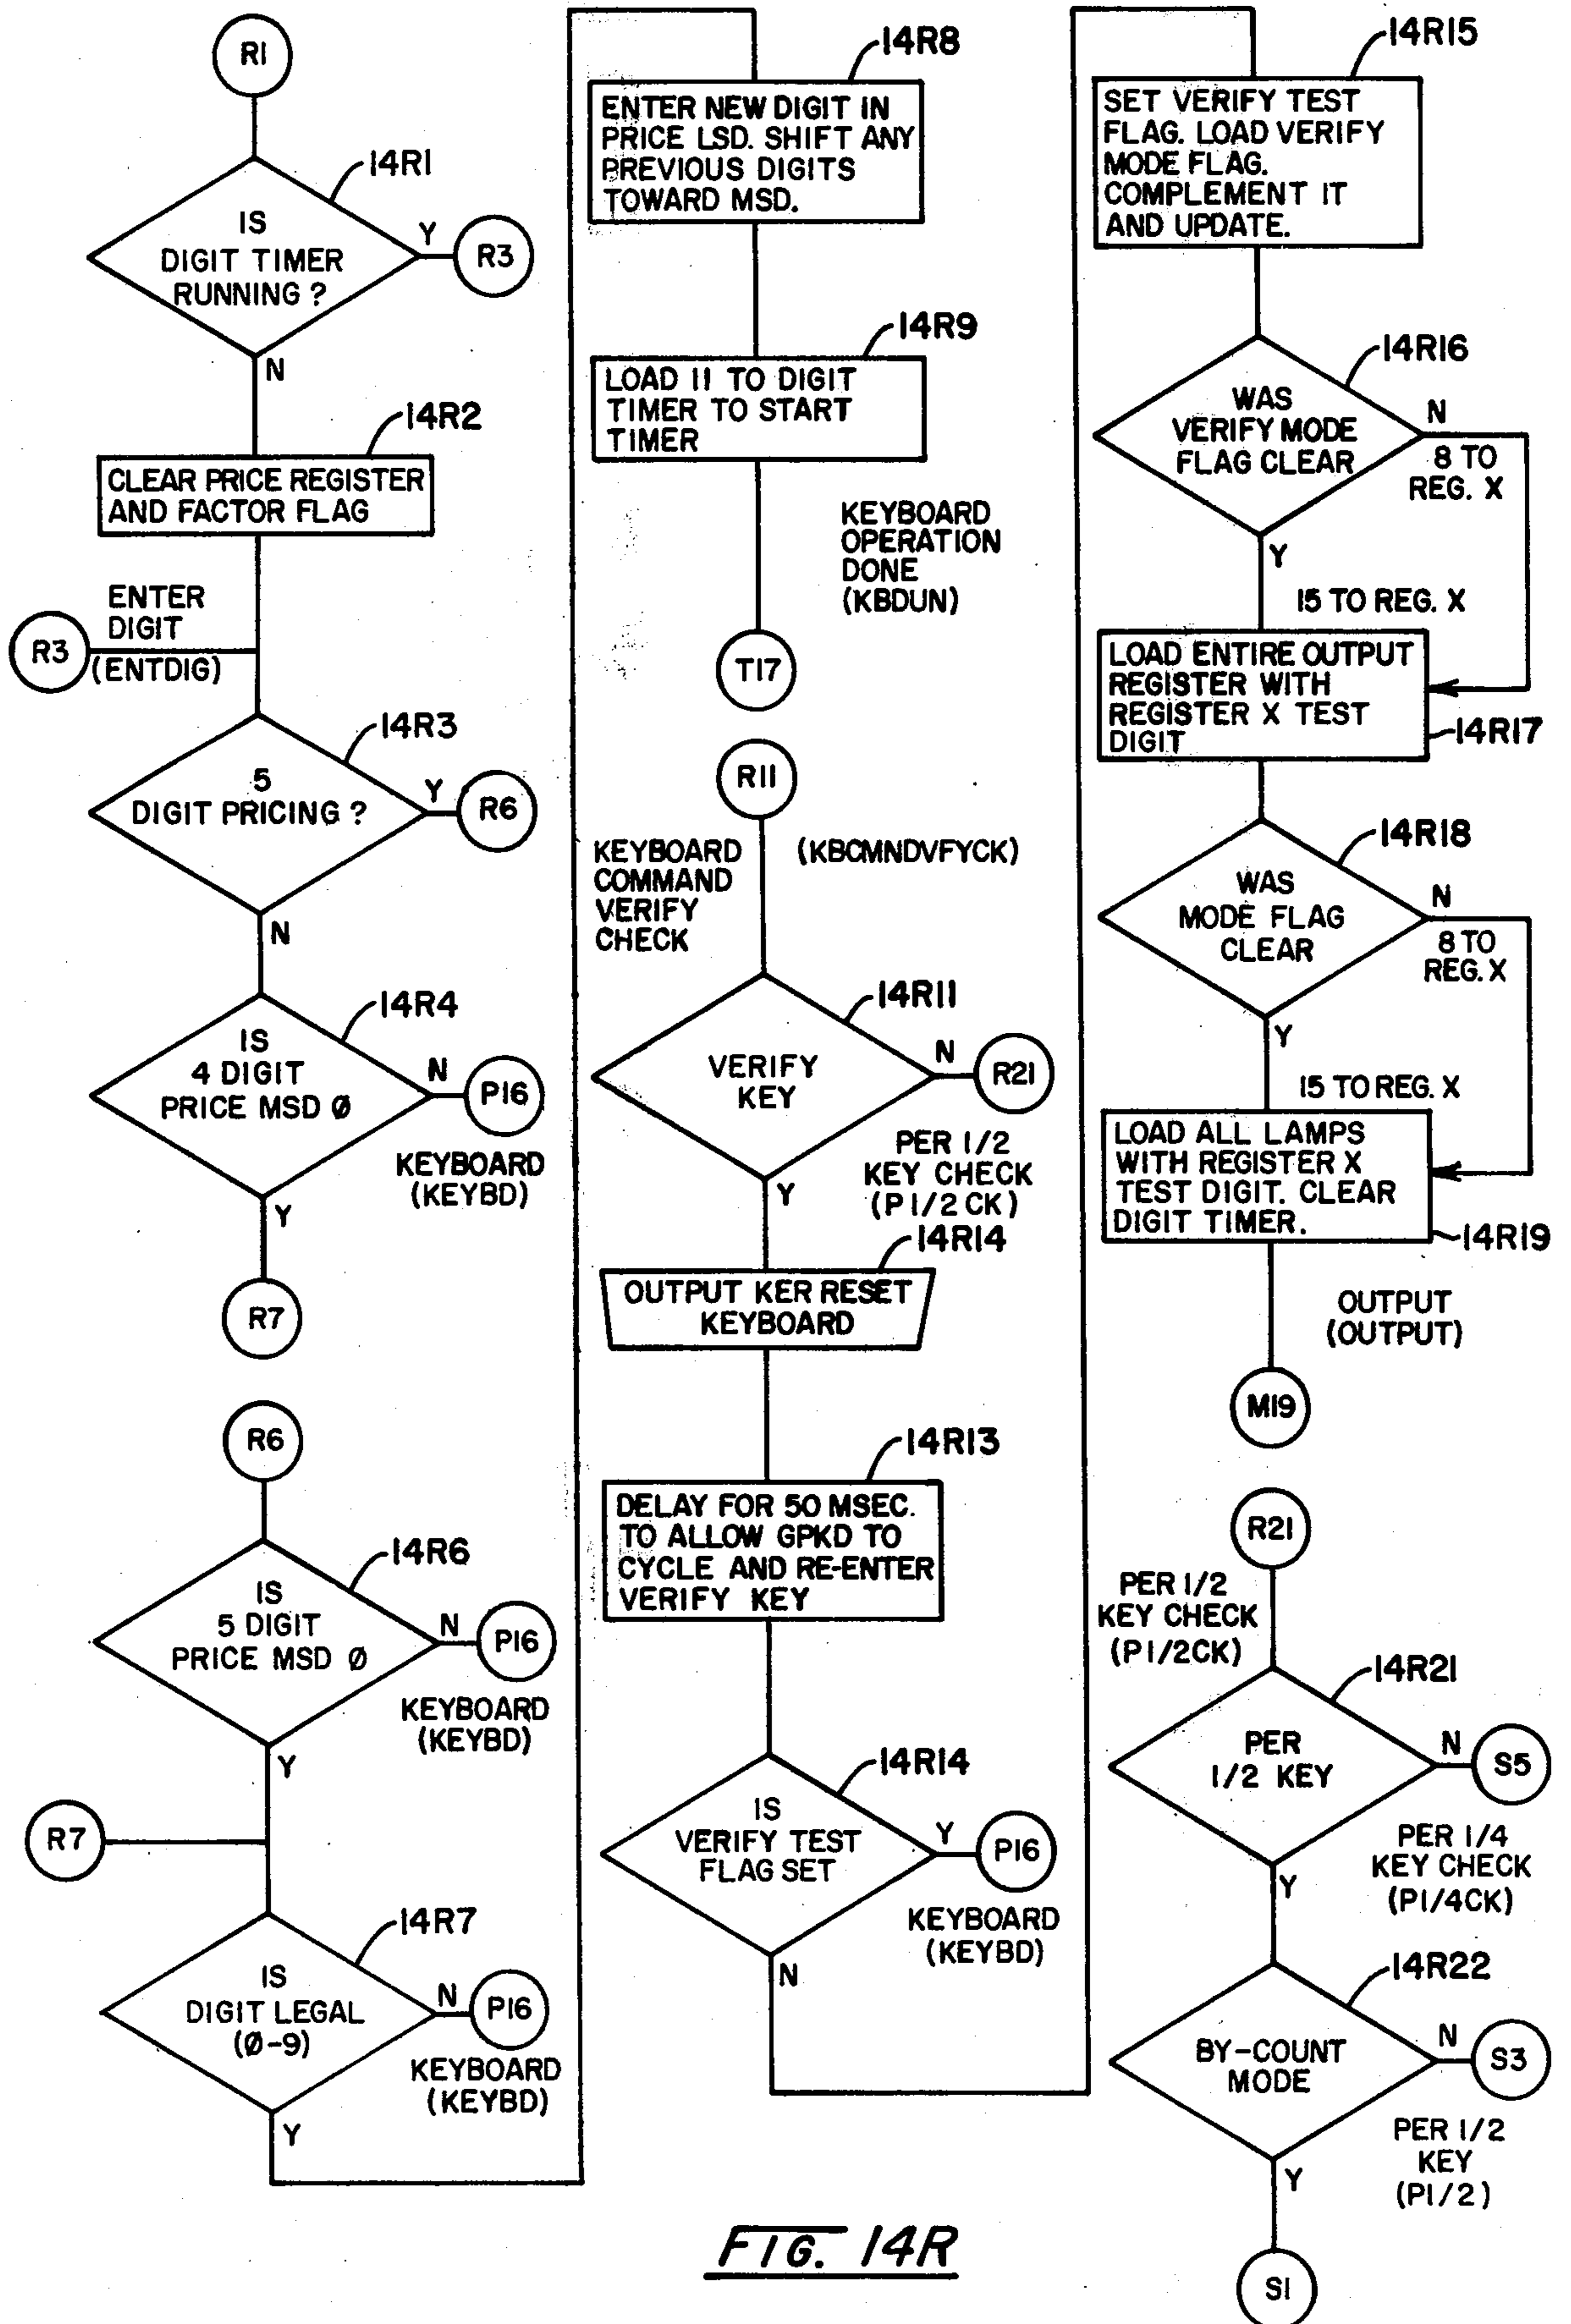 R1
14R1
IS
DIGIT TIMER
RUNNING ?
Y
R3
N
14R2
CLEAR PRICE REGISTER
AND FACTOR FLAG
ENTER
DIGIT
R3
(ENTDIG)
14R3
5
DIGIT PRICING ?
Y
R6
N
14R4
IS
4 DIGIT
PRICE MSD Ø
N
P16
KEYBOARD
(KEYBD)
Y
R7
R6
14R6
IS
5 DIGIT
PRICE MSD Ø
N
P16
KEYBOARD
(KEYBD)
Y
R7
14R7
IS
DIGIT LEGAL
(Ø-9)
N
P16
KEYBOARD
(KEYBD)
Y
14R8
ENTER NEW DIGIT IN
PRICE LSD. SHIFT ANY
PREVIOUS DIGITS
TOWARD MSD.
14R9
LOAD 11 TO DIGIT
TIMER TO START
TIMER
KEYBOARD
OPERATION
DONE
(KBDUN)
T17
R11
KEYBOARD
COMMAND
VERIFY
CHECK
(KBCMNDVFYCK)
14R11
VERIFY
KEY
N
R21
PER 1/2
KEY CHECK
(P1/2CK)
Y
14R14
OUTPUT KER RESET
KEYBOARD
14R13
DELAY FOR 50 MSEC.
TO ALLOW GPKD TO
CYCLE AND RE-ENTER
VERIFY KEY
14R14
IS
VERIFY TEST
FLAG SET
Y
P16
KEYBOARD
(KEYBD)
N
14R15
SET VERIFY TEST
FLAG. LOAD VERIFY
MODE FLAG.
COMPLEMENT IT
AND UPDATE.
14R16
WAS
VERIFY MODE
FLAG CLEAR
N
8 TO
REG. X
Y
15 TO REG. X
LOAD ENTIRE OUTPUT
REGISTER WITH
REGISTER X TEST
DIGIT
14R17
14R18
WAS
MODE FLAG
CLEAR
N
8 TO
REG. X
Y
15 TO REG. X
LOAD ALL LAMPS
WITH REGISTER X
TEST DIGIT. CLEAR
DIGIT TIMER.
14R19
OUTPUT
(OUTPUT)
M19
R21
PER 1/2
KEY CHECK
(P1/2CK)
14R21
PER
1/2 KEY
N
S5
PER 1/4
KEY CHECK
(P1/4CK)
Y
14R22
BY-COUNT
MODE
N
S3
PER 1/2
KEY
(P1/2)
Y
S1
FIG. 14R